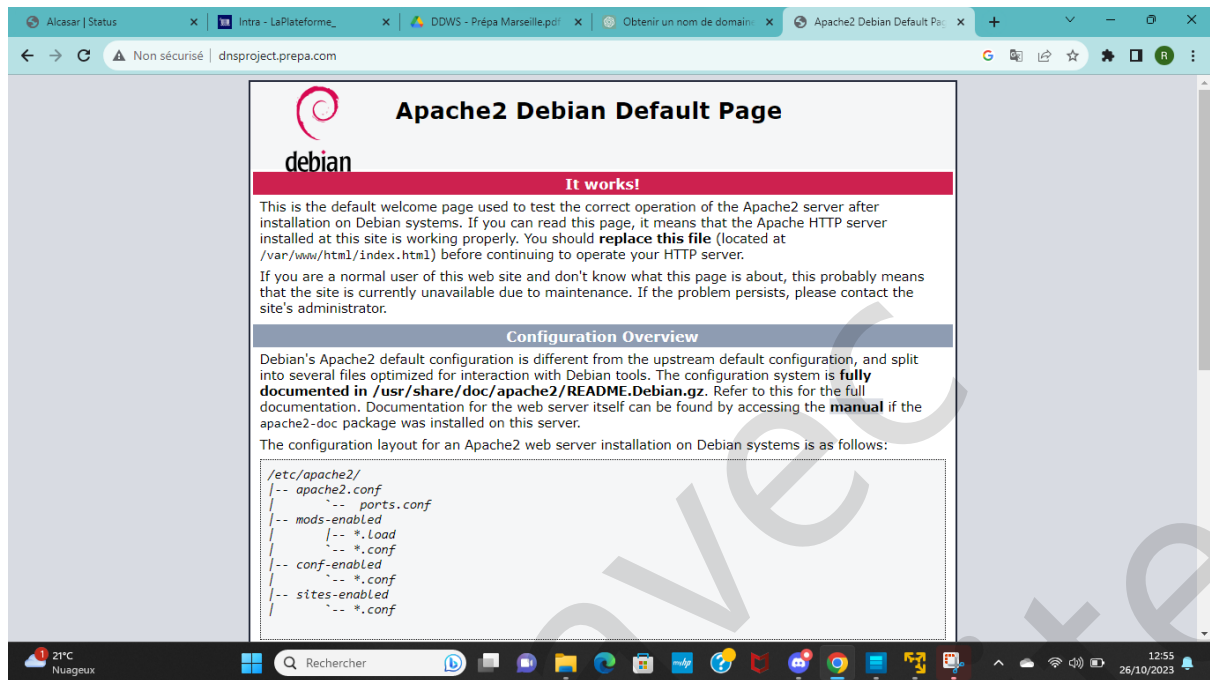 Alcasar | Status
Intra - LaPlateforme_
DDWS - Prépa Marseille.pdf
Obtenir un nom de domaine
Apache2 Debian Default Pag
Non sécurisé
dnsproject.prepa.com
R
debian
Apache2 Debian Default Page
It works!
This is the default welcome page used to test the correct operation of the Apache2 server after
installation on Debian systems. If you can read this page, it means that the Apache HTTP server
installed at this site is working properly. You should replace this file (located at
/var/www/html/index.html) before continuing to operate your HTTP server.
If you are a normal user of this web site and don't know what this page is about, this probably means
that the site is currently unavailable due to maintenance. If the problem persists, please contact the
site's administrator.
Configuration Overview
Debian's Apache2 default configuration is different from the upstream default configuration, and split
into several files optimized for interaction with Debian tools. The configuration system is fully
documented in /usr/share/doc/apache2/README.Debian.gz. Refer to this for the full
documentation. Documentation for the web server itself can be found by accessing the manual if the
apache2-doc package was installed on this server.
The configuration layout for an Apache2 web server installation on Debian systems is as follows:
/etc/apache2/
|-- apache2.conf
|       `--  ports.conf
|-- mods-enabled
|       |-- *.load
|       `-- *.conf
|-- conf-enabled
|       `-- *.conf
|-- sites-enabled
|       `-- *.conf
avec
1
21°C
Nuageux
Rechercher
12:55
26/10/2023